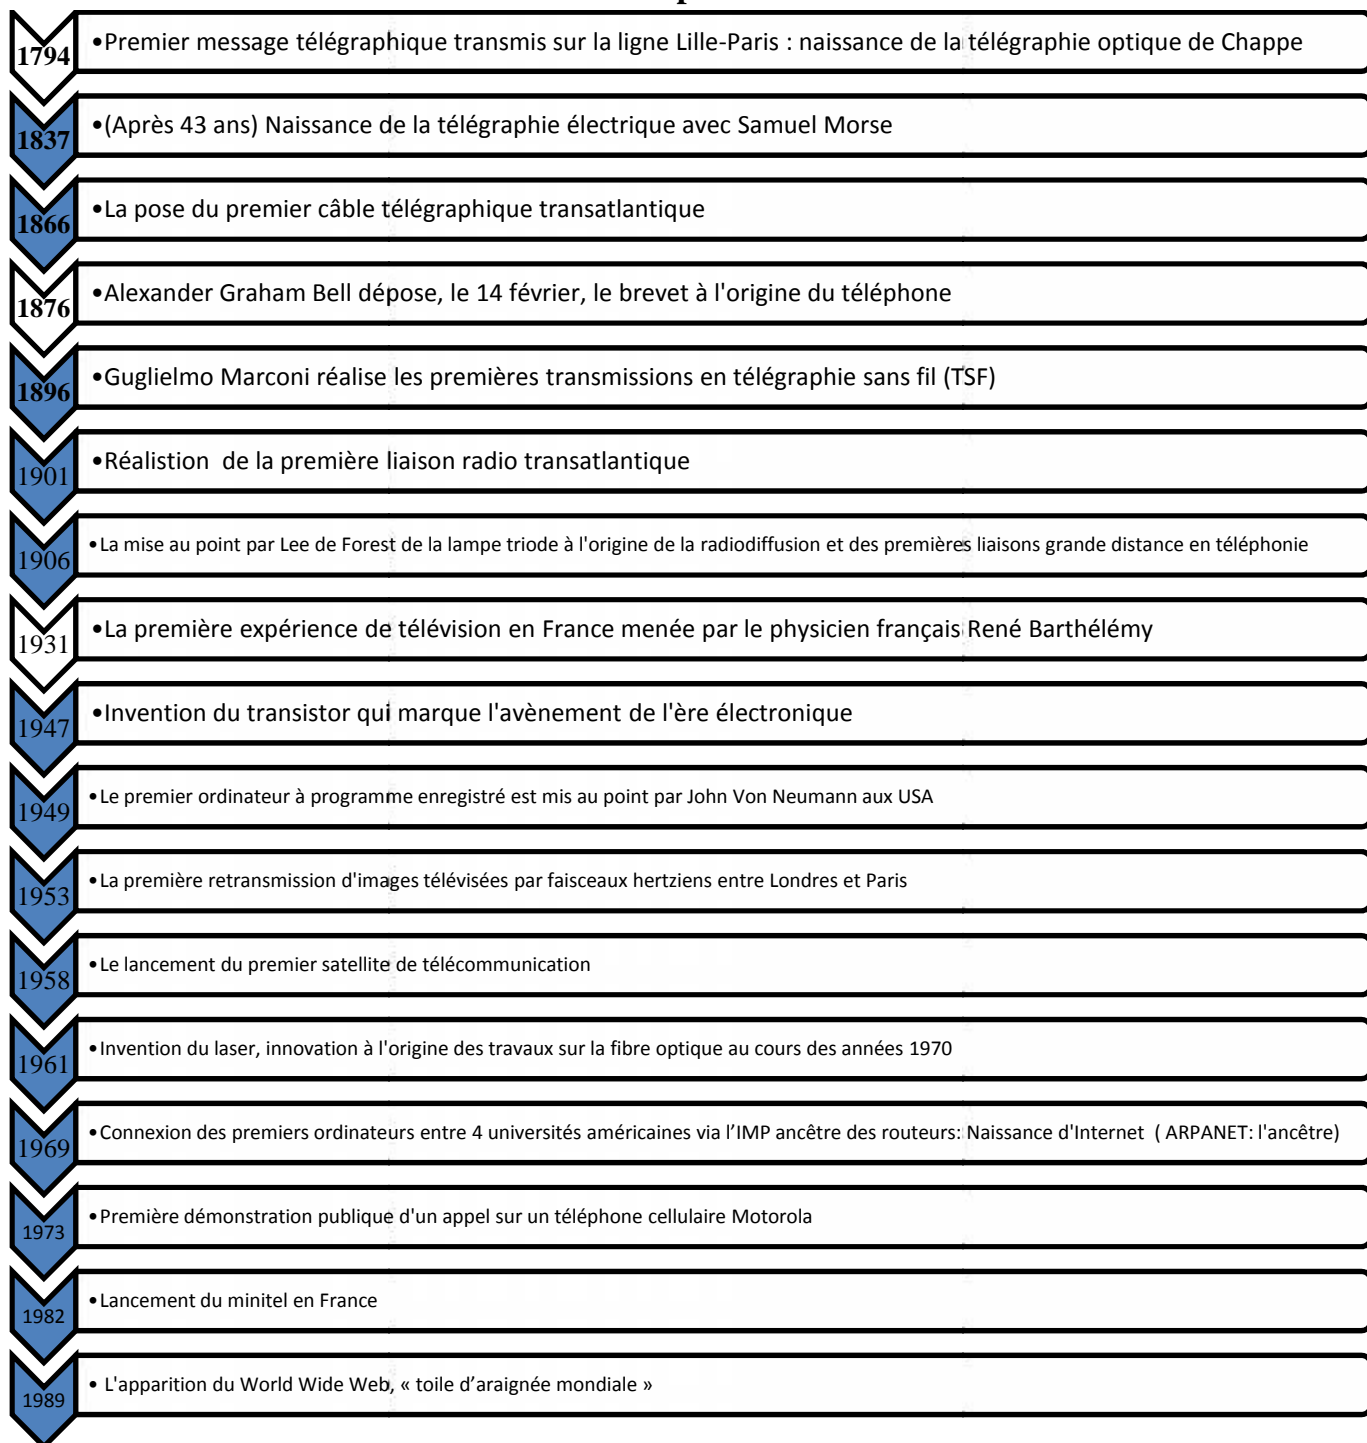 1794 •Premier message télégraphique transmis sur la ligne Lille-Paris : naissance de la télégraphie optique de Chappe
1837 •(Après 43 ans) Naissance de la télégraphie électrique avec Samuel Morse
1866 •La pose du premier câble télégraphique transatlantique
1876 •Alexander Graham Bell dépose, le 14 février, le brevet à l'origine du téléphone
1896 •Guglielmo Marconi réalise les premières transmissions en télégraphie sans fil (TSF)
1901 •Réalistion de la première liaison radio transatlantique
1906 •La mise au point par Lee de Forest de la lampe triode à l'origine de la radiodiffusion et des premières liaisons grande distance en téléphonie
1931 •La première expérience de télévision en France menée par le physicien français René Barthélémy
1947 •Invention du transistor qui marque l'avènement de l'ère électronique
1949 •Le premier ordinateur à programme enregistré est mis au point par John Von Neumann aux USA
1953 •La première retransmission d'images télévisées par faisceaux hertziens entre Londres et Paris
1958 •Le lancement du premier satellite de télécommunication
1961 •Invention du laser, innovation à l'origine des travaux sur la fibre optique au cours des années 1970
1969 •Connexion des premiers ordinateurs entre 4 universités américaines via l’IMP ancêtre des routeurs: Naissance d'Internet ( ARPANET: l'ancêtre)
1973 •Première démonstration publique d'un appel sur un téléphone cellulaire Motorola
1982 •Lancement du minitel en France
1989 • L'apparition du World Wide Web, « toile d’araignée mondiale »